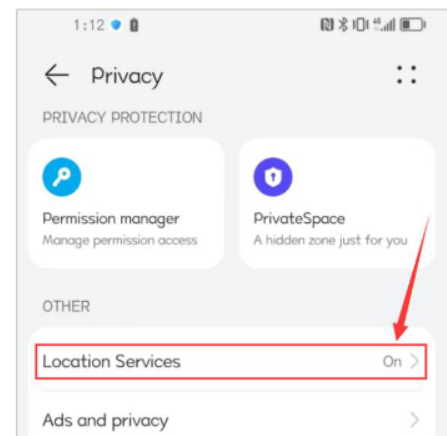 1:12
Privacy
PRIVACY PROTECTION
Permission manager
Manage permission access
PrivateSpace
A hidden zone just for you
OTHER
Location Services On
Ads and privacy